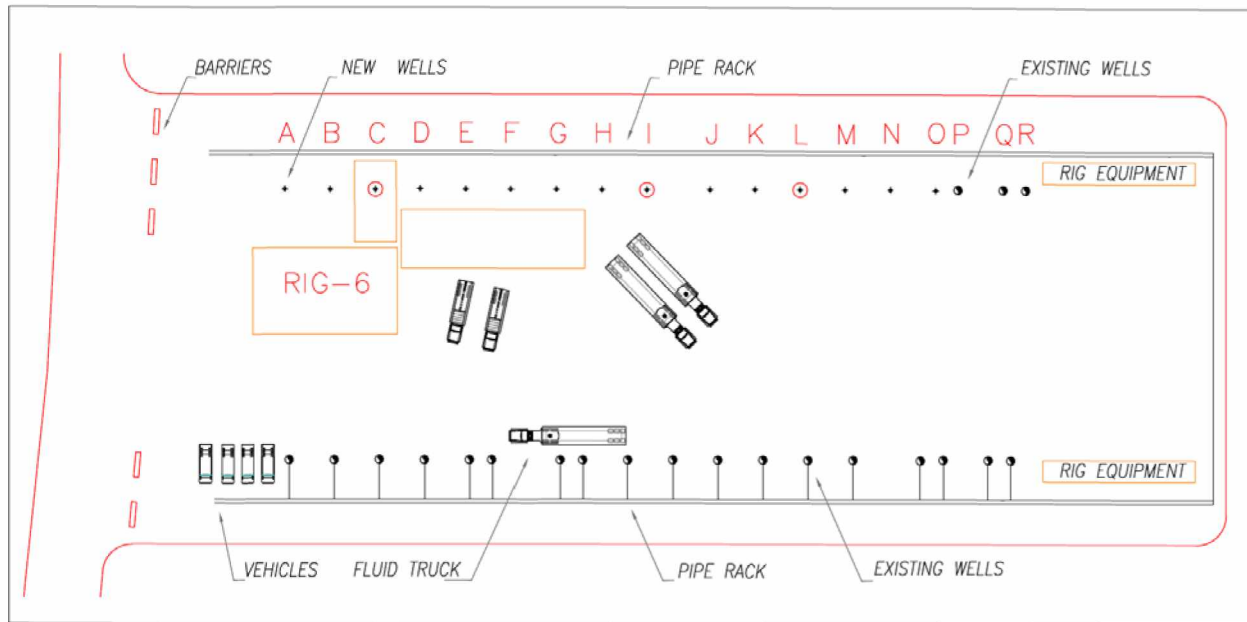 BARRIERS NEW WELLS PIPE RACK EXISTING WELLS
A B C D E F G H I J K L M N O P Q R
RIG EQUIPMENT
RIG-6
RIG EQUIPMENT
VEHICLES FLUID TRUCK PIPE RACK EXISTING WELLS